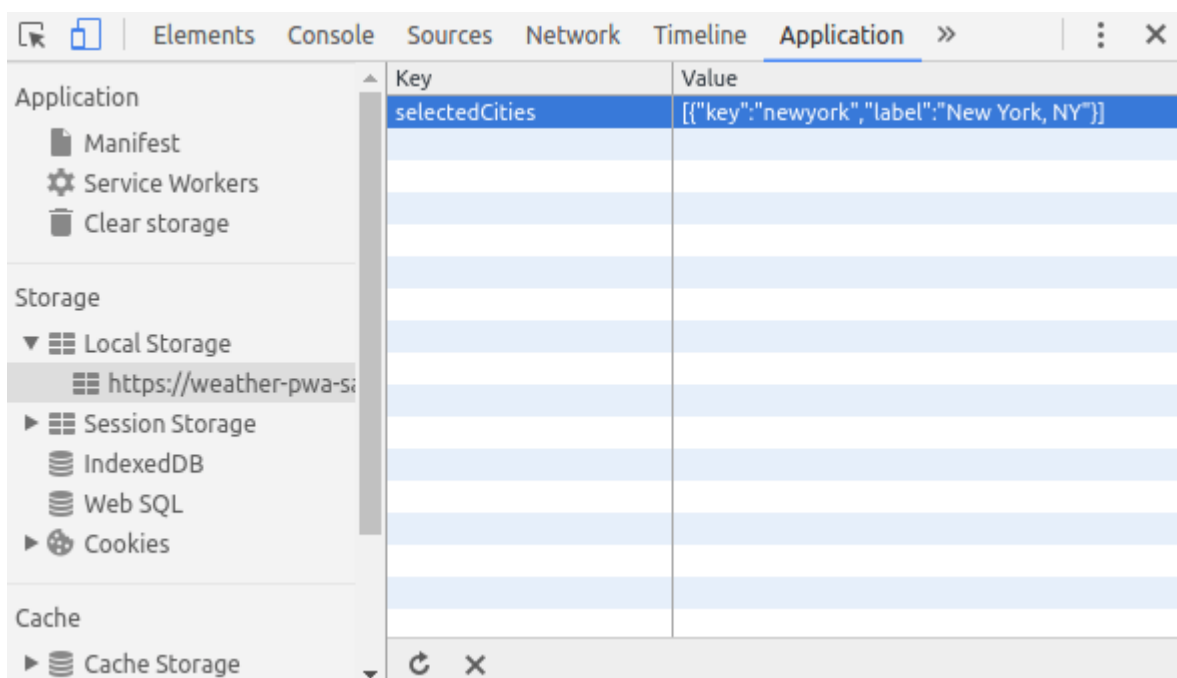 Elements Console Sources Network Timeline Application »
Application
Manifest
Service Workers
Clear storage
Storage
Local Storage
https://weather-pwa-sa
Session Storage
IndexedDB
Web SQL
Cookies
Cache
Cache Storage
Key Value
selectedCities [{"key":"newyork","label":"New York, NY"}]